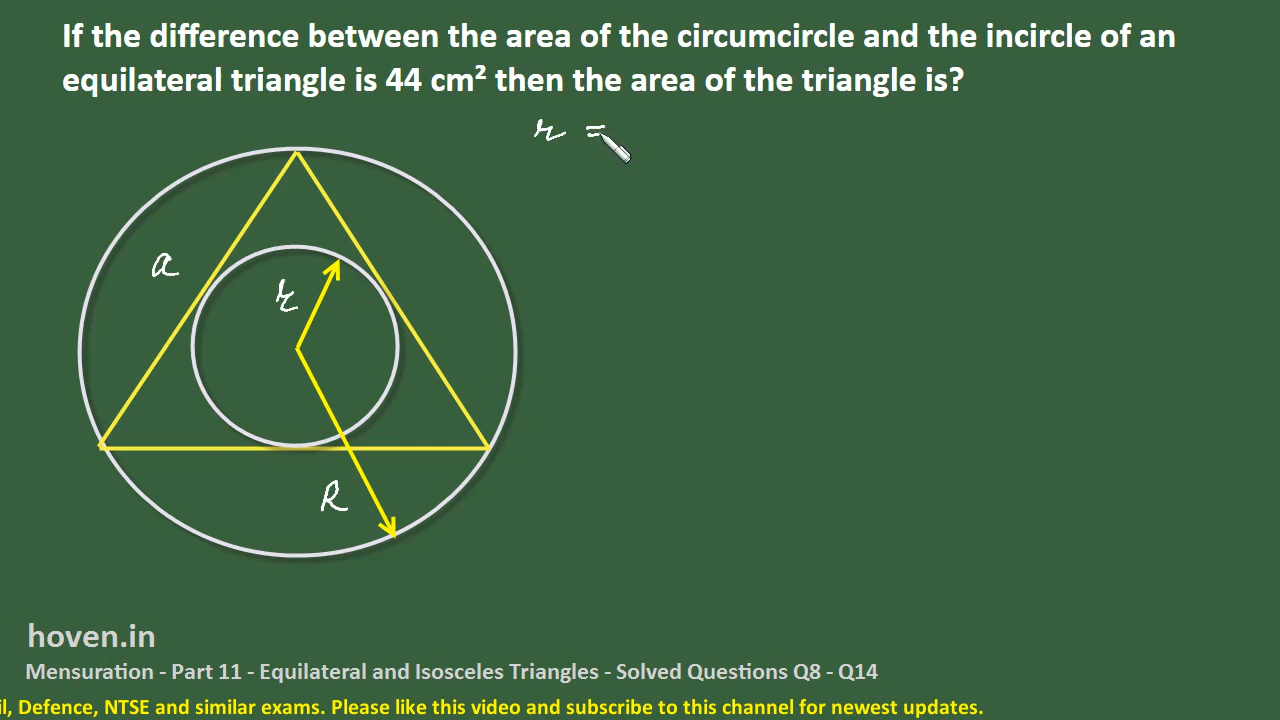 If the difference between the area of the circumcircle and the incircle of an
equilateral triangle is 44 cm² then the area of the triangle is?
r =
a
r
R
hoven.in
Mensuration - Part 11 - Equilateral and Isosceles Triangles - Solved Questions Q8 - Q14
Defence, NTSE and similar exams. Please like this video and subscribe to this channel for newest updates.